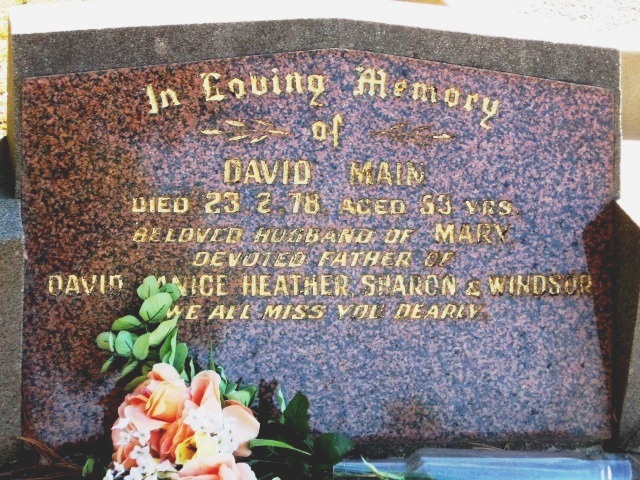 In Loving Memory
of
DAVID MAIN
DIED 23. 2. 78. AGED YRS.
BELOVED HUSBAND OF MARY
DEVOTED FATHER OF
DAVID HEATHER, SHARON & WINDSOR
WE ALL MISS YOU DEARLY.